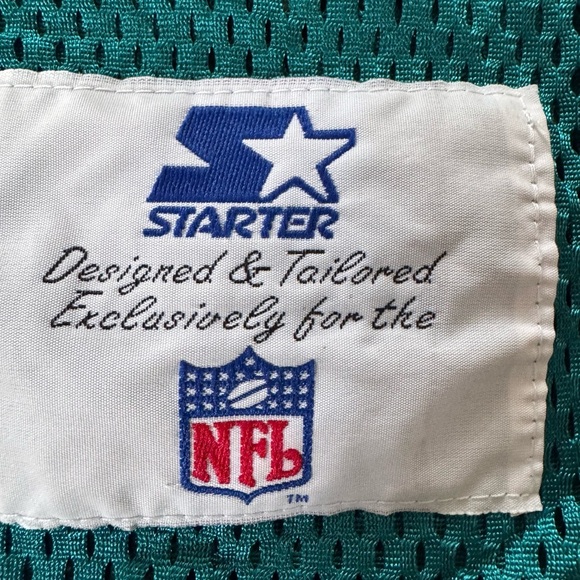 STARTER
Designed & Tailored
Exclusively for the
NFL
TM